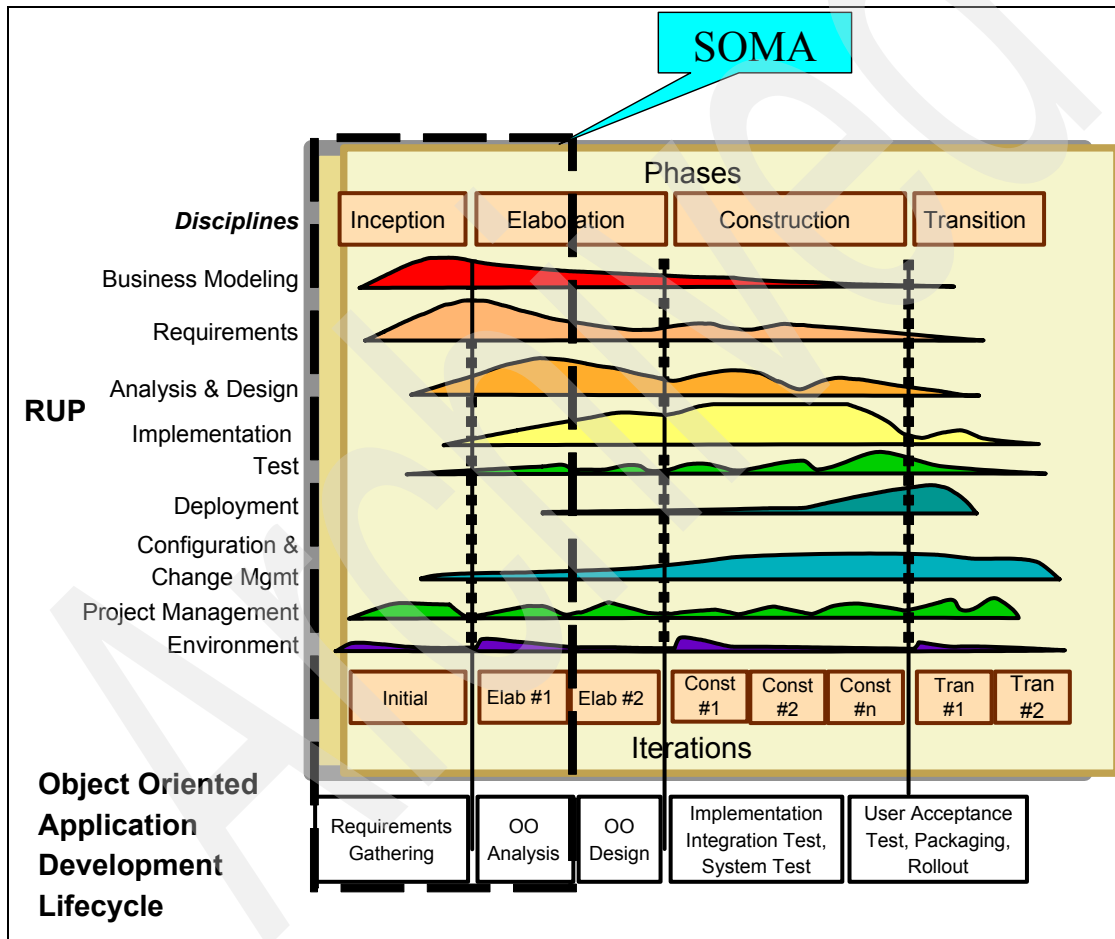 SOMA
Phases
Disciplines
Inception
Elaboration
Construction
Transition
Business Modeling
Requirements
Analysis & Design
RUP
Implementation
Test
Deployment
Configuration &
Change Mgmt
Project Management
Environment
Initial
Elab #1
Elab #2
Const
#1
Const
#2
Const
#n
Tran
#1
Tran
#2
Iterations
Object Oriented
Application
Development
Lifecycle
Requirements
Gathering
OO
Analysis
OO
Design
Implementation
Integration Test,
System Test
User Acceptance
Test, Packaging,
Rollout
Archived